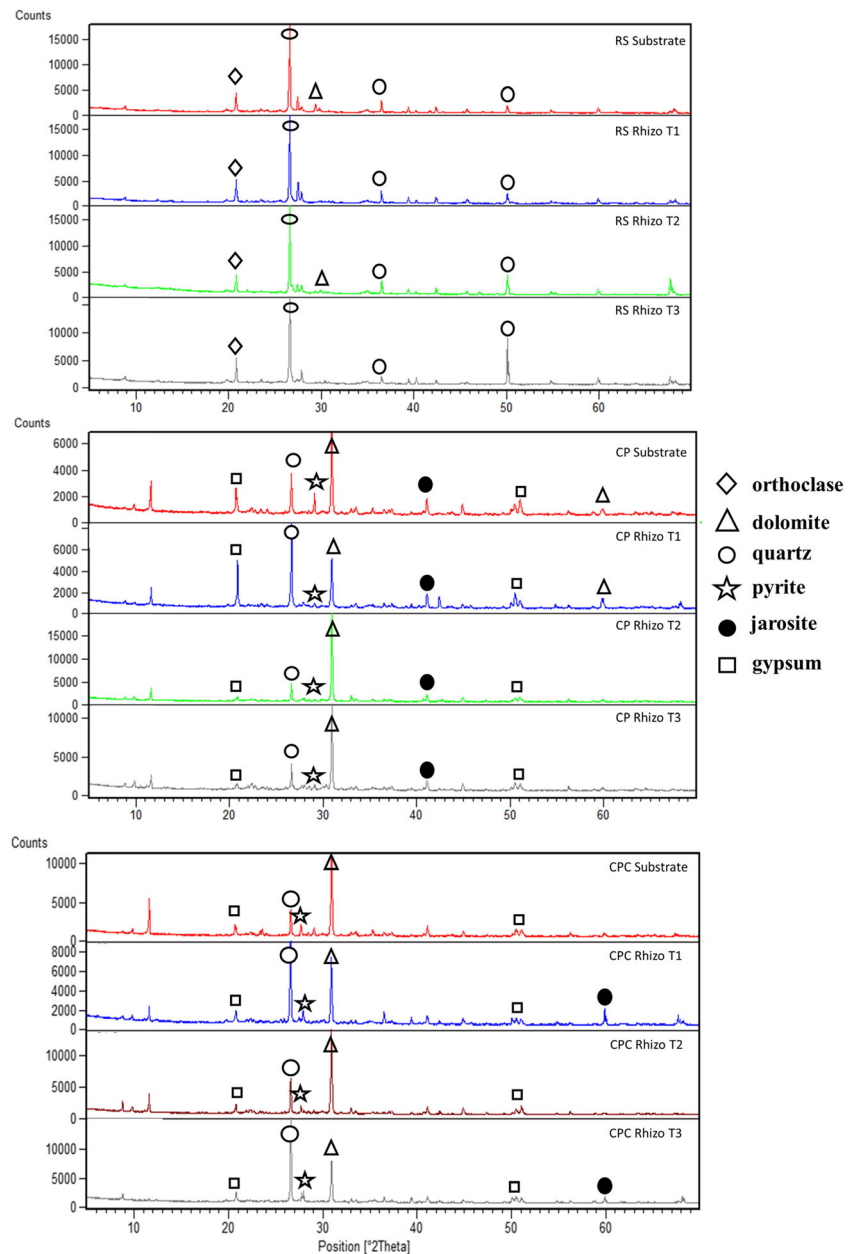 Counts
RS Substrate
15000
10000
5000
0
RS Rhizo T1
15000
10000
5000
0
RS Rhizo T2
15000
10000
5000
0
RS Rhizo T3
10000
5000
0
10 20 30 40 50 60
Counts
CP Substrate
6000
4000
2000
0
CP Rhizo T1
6000
4000
2000
0
CP Rhizo T2
15000
10000
5000
0
CP Rhizo T3
10000
5000
0
10 20 30 40 50 60
orthoclase
dolomite
quartz
pyrite
jarosite
gypsum
Counts
CPC Substrate
10000
5000
0
CPC Rhizo T1
8000
6000
4000
2000
0
CPC Rhizo T2
10000
5000
0
CPC Rhizo T3
10000
5000
0
10 20 30 40 50 60
Position [°2Theta]